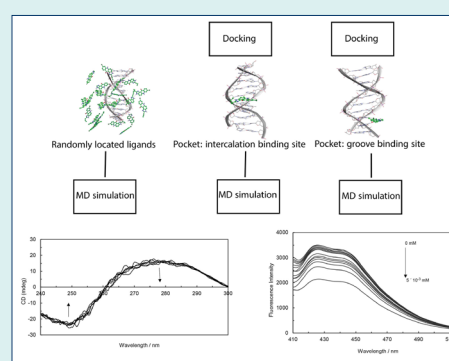 Docking
Docking
Randomly located ligands
Pocket: intercalation binding site
Pocket: groove binding site
MD simulation
MD simulation
MD simulation
CD (mdeg)
30
20
10
0
-10
-20
-30
240
250
260
270
280
290
300
Wavelength / nm
Fluorescence Intensity
5000
4000
3000
2000
1000
0
410
430
450
470
490
510
Wavelength / nm